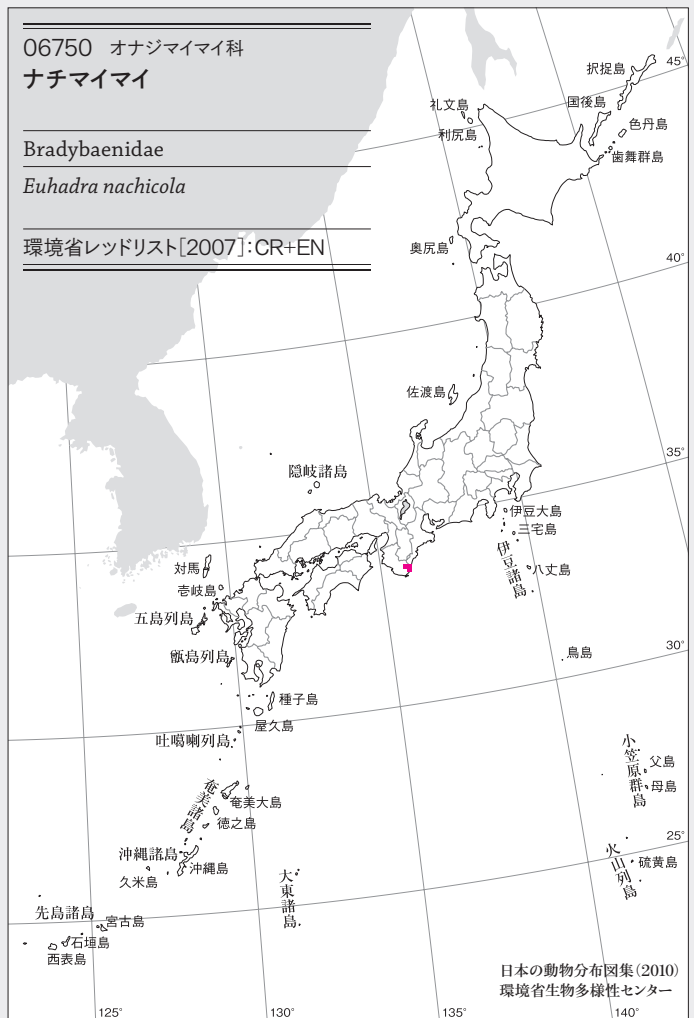 06750 オナジマイマイ科
ナチマイマイ
Bradybaenidae
Euhadra nachicola
環境省レッドリスト[2007]:CR+EN
45°
択捉島
礼文島
国後島
色丹島
利尻島
歯舞群島
奥尻島
40°
佐渡島
35°
隠岐諸島
伊豆大島
三宅島
伊豆諸島
八丈島
対馬
壱岐島
五島列島
甑島列島
鳥島
30°
種子島
屋久島
吐噶喇列島
小笠原群島
父島
母島
奄美諸島
奄美大島
徳之島
25°
沖縄諸島
沖縄島
久米島
火山列島
硫黄島
大東諸島
先島諸島
宮古島
石垣島
西表島
日本の動物分布図集(2010)
環境省生物多様性センター
125°
130°
135°
140°